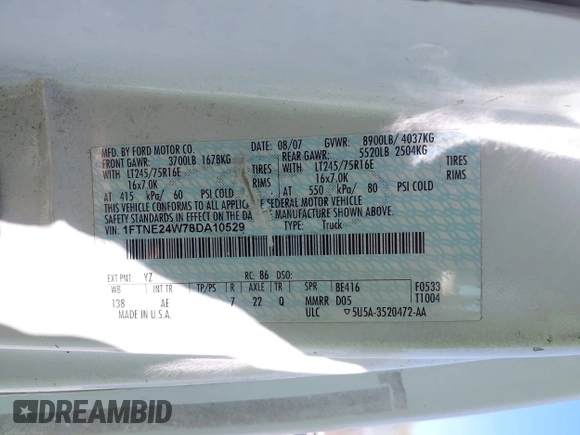 MFD. BY FORD MOTOR CO.
DATE: 08/07 GVWR: 8900LB/ 4037KG
FRONT GAWR: 3700LB 1678KG
REAR GAWR: 5520LB 2504KG
WITH LT245/75R16E TIRES WITH LT245/75R16E TIRES
16x7.0K RIMS 16x7.0K RIMS
AT 415 kPa/ 60 PSI COLD AT 550 kPa/ 80 PSI COLD
THIS VEHICLE CONFORMS TO ALL APPLICABLE FEDERAL MOTOR VEHICLE
SAFETY STANDARDS IN EFFECT ON THE DATE OF MANUFACTURE SHOWN ABOVE.
VIN: 1FTNE24W78DA10529 TYPE: Truck
EXT PNT: YZ RC: 86 DSO:
WB INT TR TP/PS R AXLE TR SPR 8E416 F0533
138 AE 7 22 Q MMRR D05 T1004
MADE IN U.S.A. ULC 5U5A-3520472-AA
DREAMBID